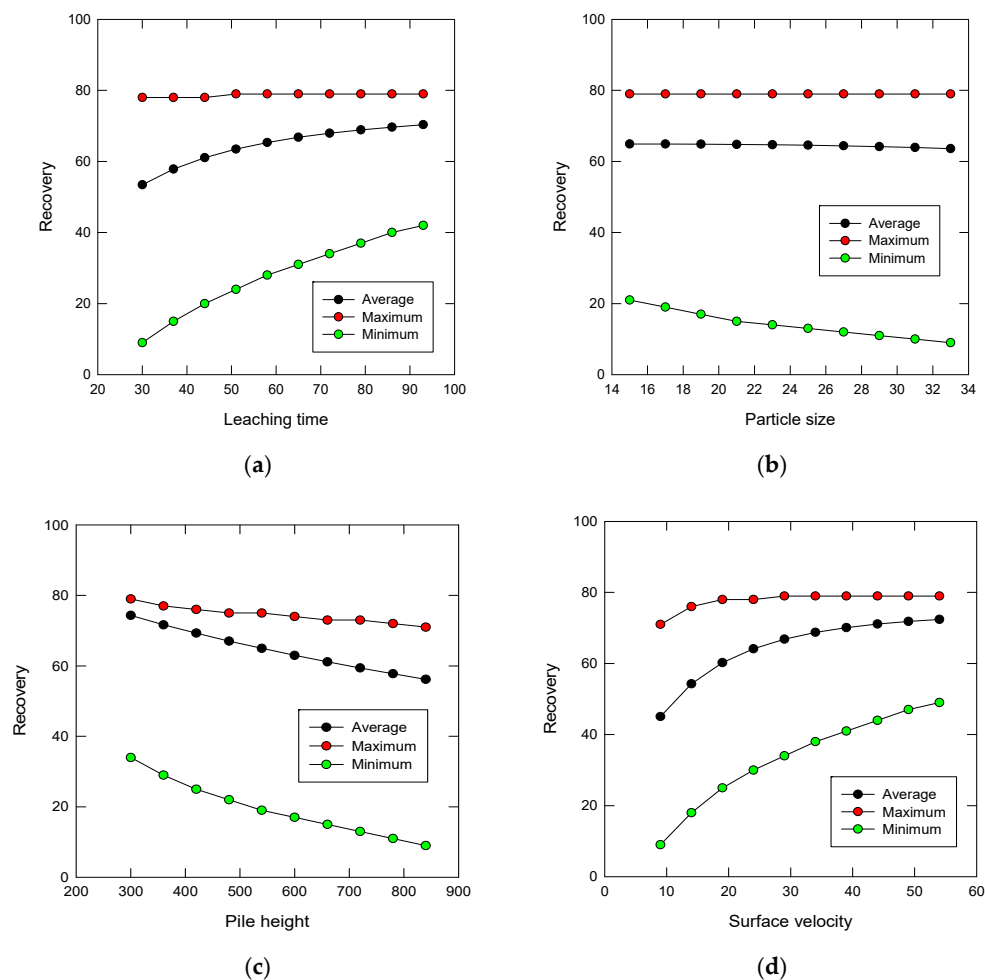 100
80
60
40
20
0
Recovery
Average
Maximum
Minimum
20 30 40 50 60 70 80 90 100
Leaching time
(a)
100
80
60
40
20
0
Recovery
Average
Maximum
Minimum
14 16 18 20 22 24 26 28 30 32 34
Particle size
(b)
100
80
60
40
20
0
Recovery
Average
Maximum
Minimum
200 300 400 500 600 700 800 900
Pile height
(c)
100
80
60
40
20
0
Recovery
Average
Maximum
Minimum
0 10 20 30 40 50 60
Surface velocity
(d)